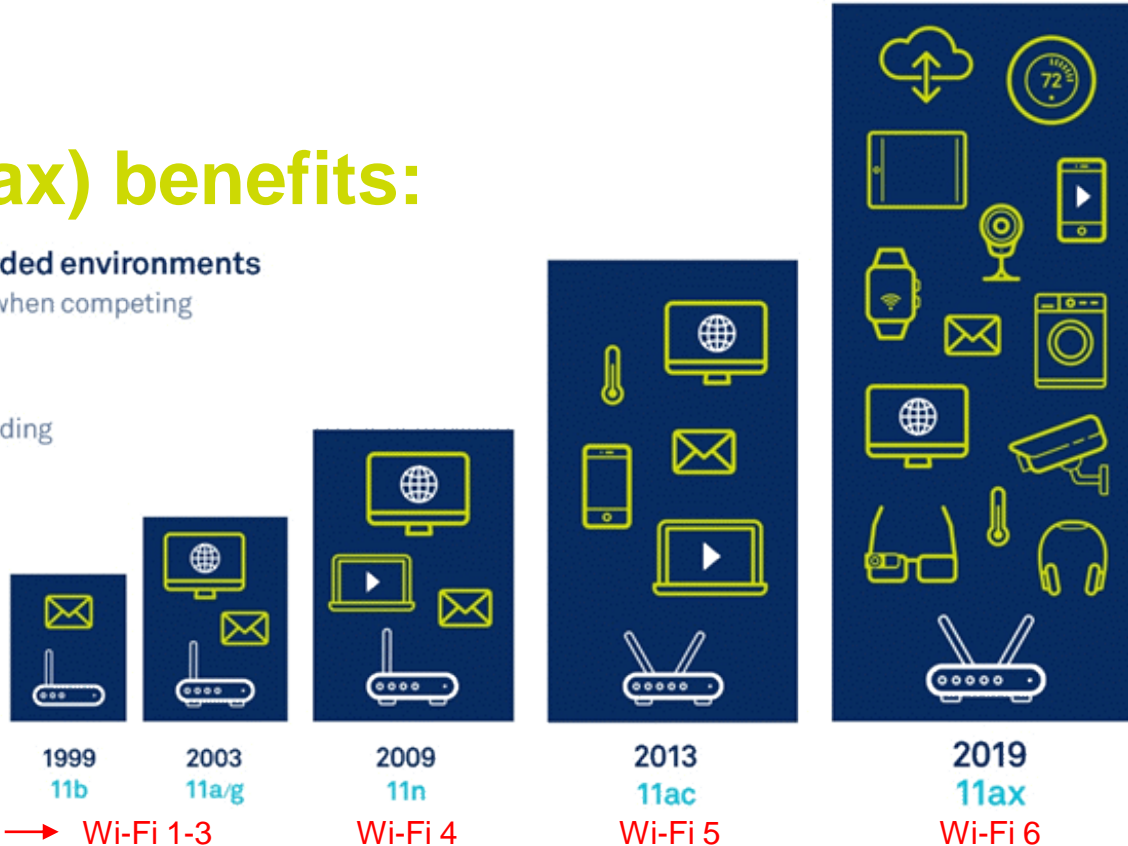 72
ax) benefits:
ded environments
when competing
ding
1999
11b
2003
11a/g
2009
11n
2013
11ac
2019
11ax
Wi-Fi 1-3
Wi-Fi 4
Wi-Fi 5
Wi-Fi 6